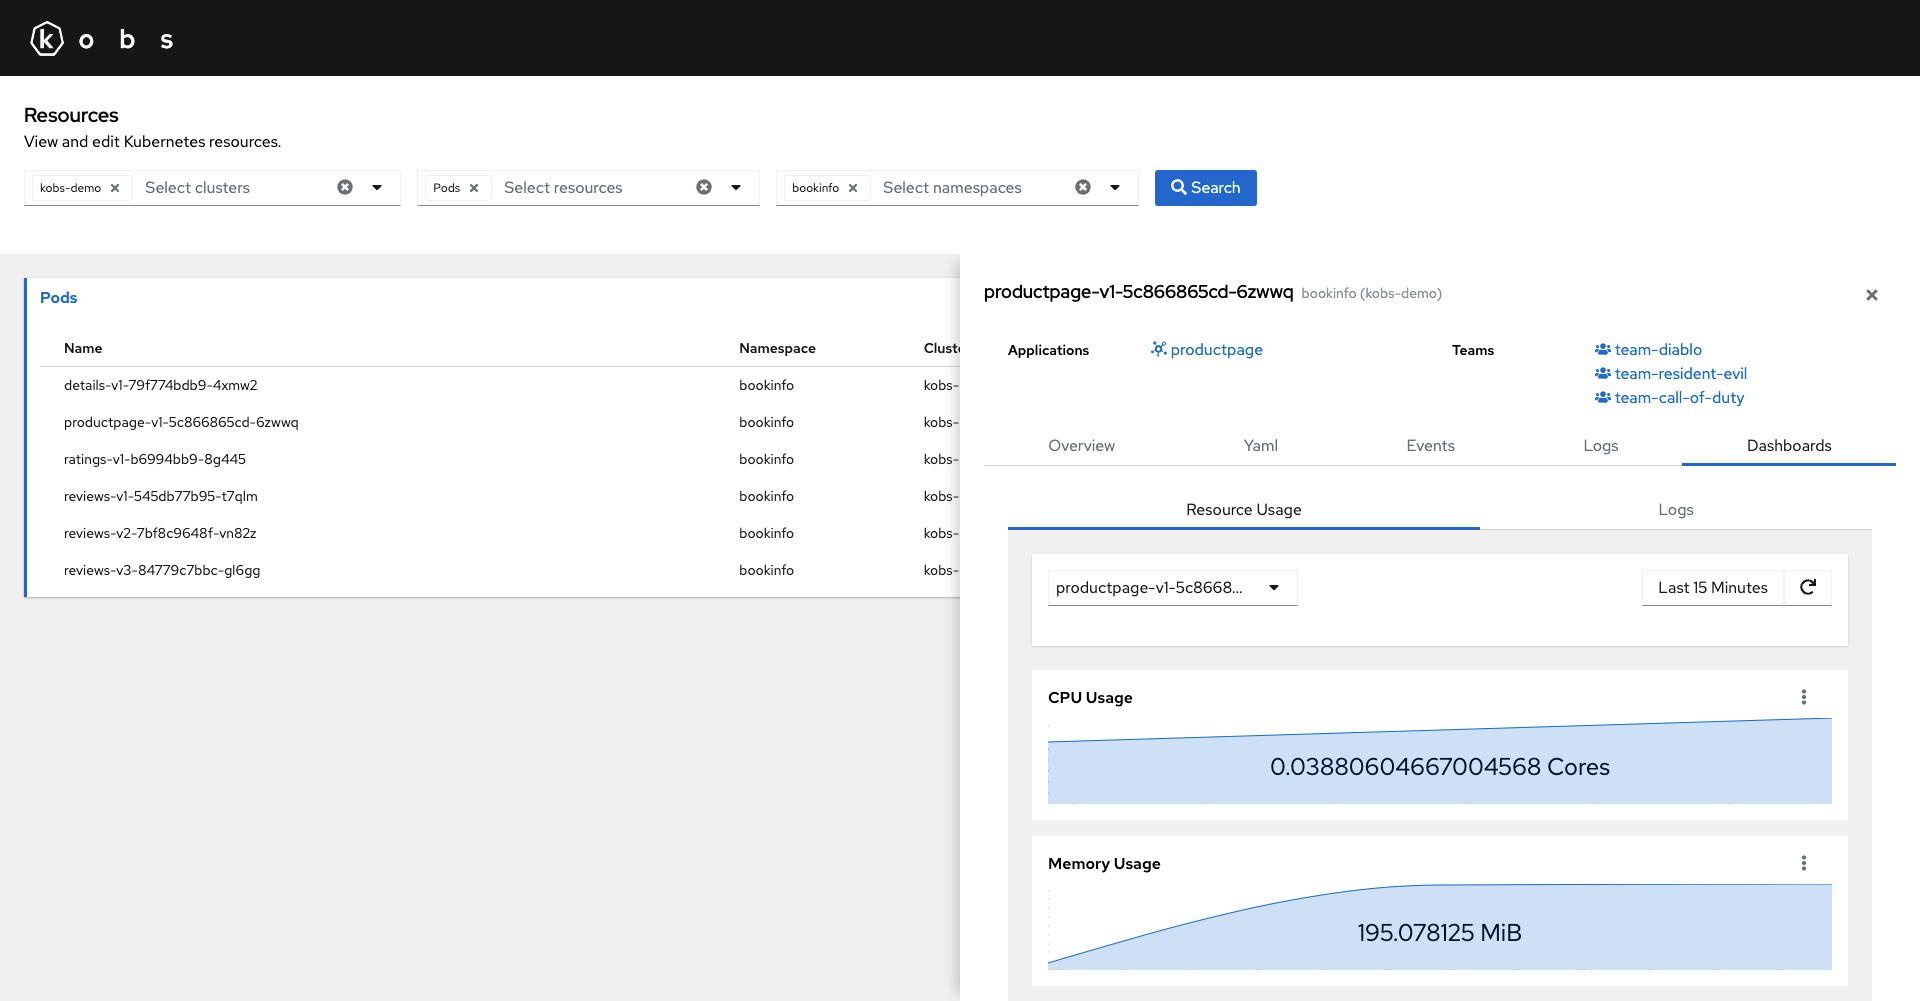 kobs
Resources
View and edit Kubernetes resources.
kobs-demo Select clusters Pods Select resources bookinfo Select namespaces Search
Pods
Name Namespace Cluste
details-v1-79f774bdb9-4xmw2 bookinfo kobs-
productpage-v1-5c866865cd-6zwwq bookinfo kobs-
ratings-v1-b6994bb9-8g445 bookinfo kobs-
reviews-v1-545db77b95-t7qlm bookinfo kobs-
reviews-v2-7bf8c9648f-vn82z bookinfo kobs-
reviews-v3-84779c7bbc-gl6gg bookinfo kobs-
productpage-v1-5c866865cd-6zwwq bookinfo (kobs-demo)
Applications productpage Teams team-diablo
team-resident-evil
team-call-of-duty
Overview Yaml Events Logs Dashboards
Resource Usage Logs
productpage-v1-5c8668... Last 15 Minutes
CPU Usage
0.03880604667004568 Cores
Memory Usage
195.078125 MiB